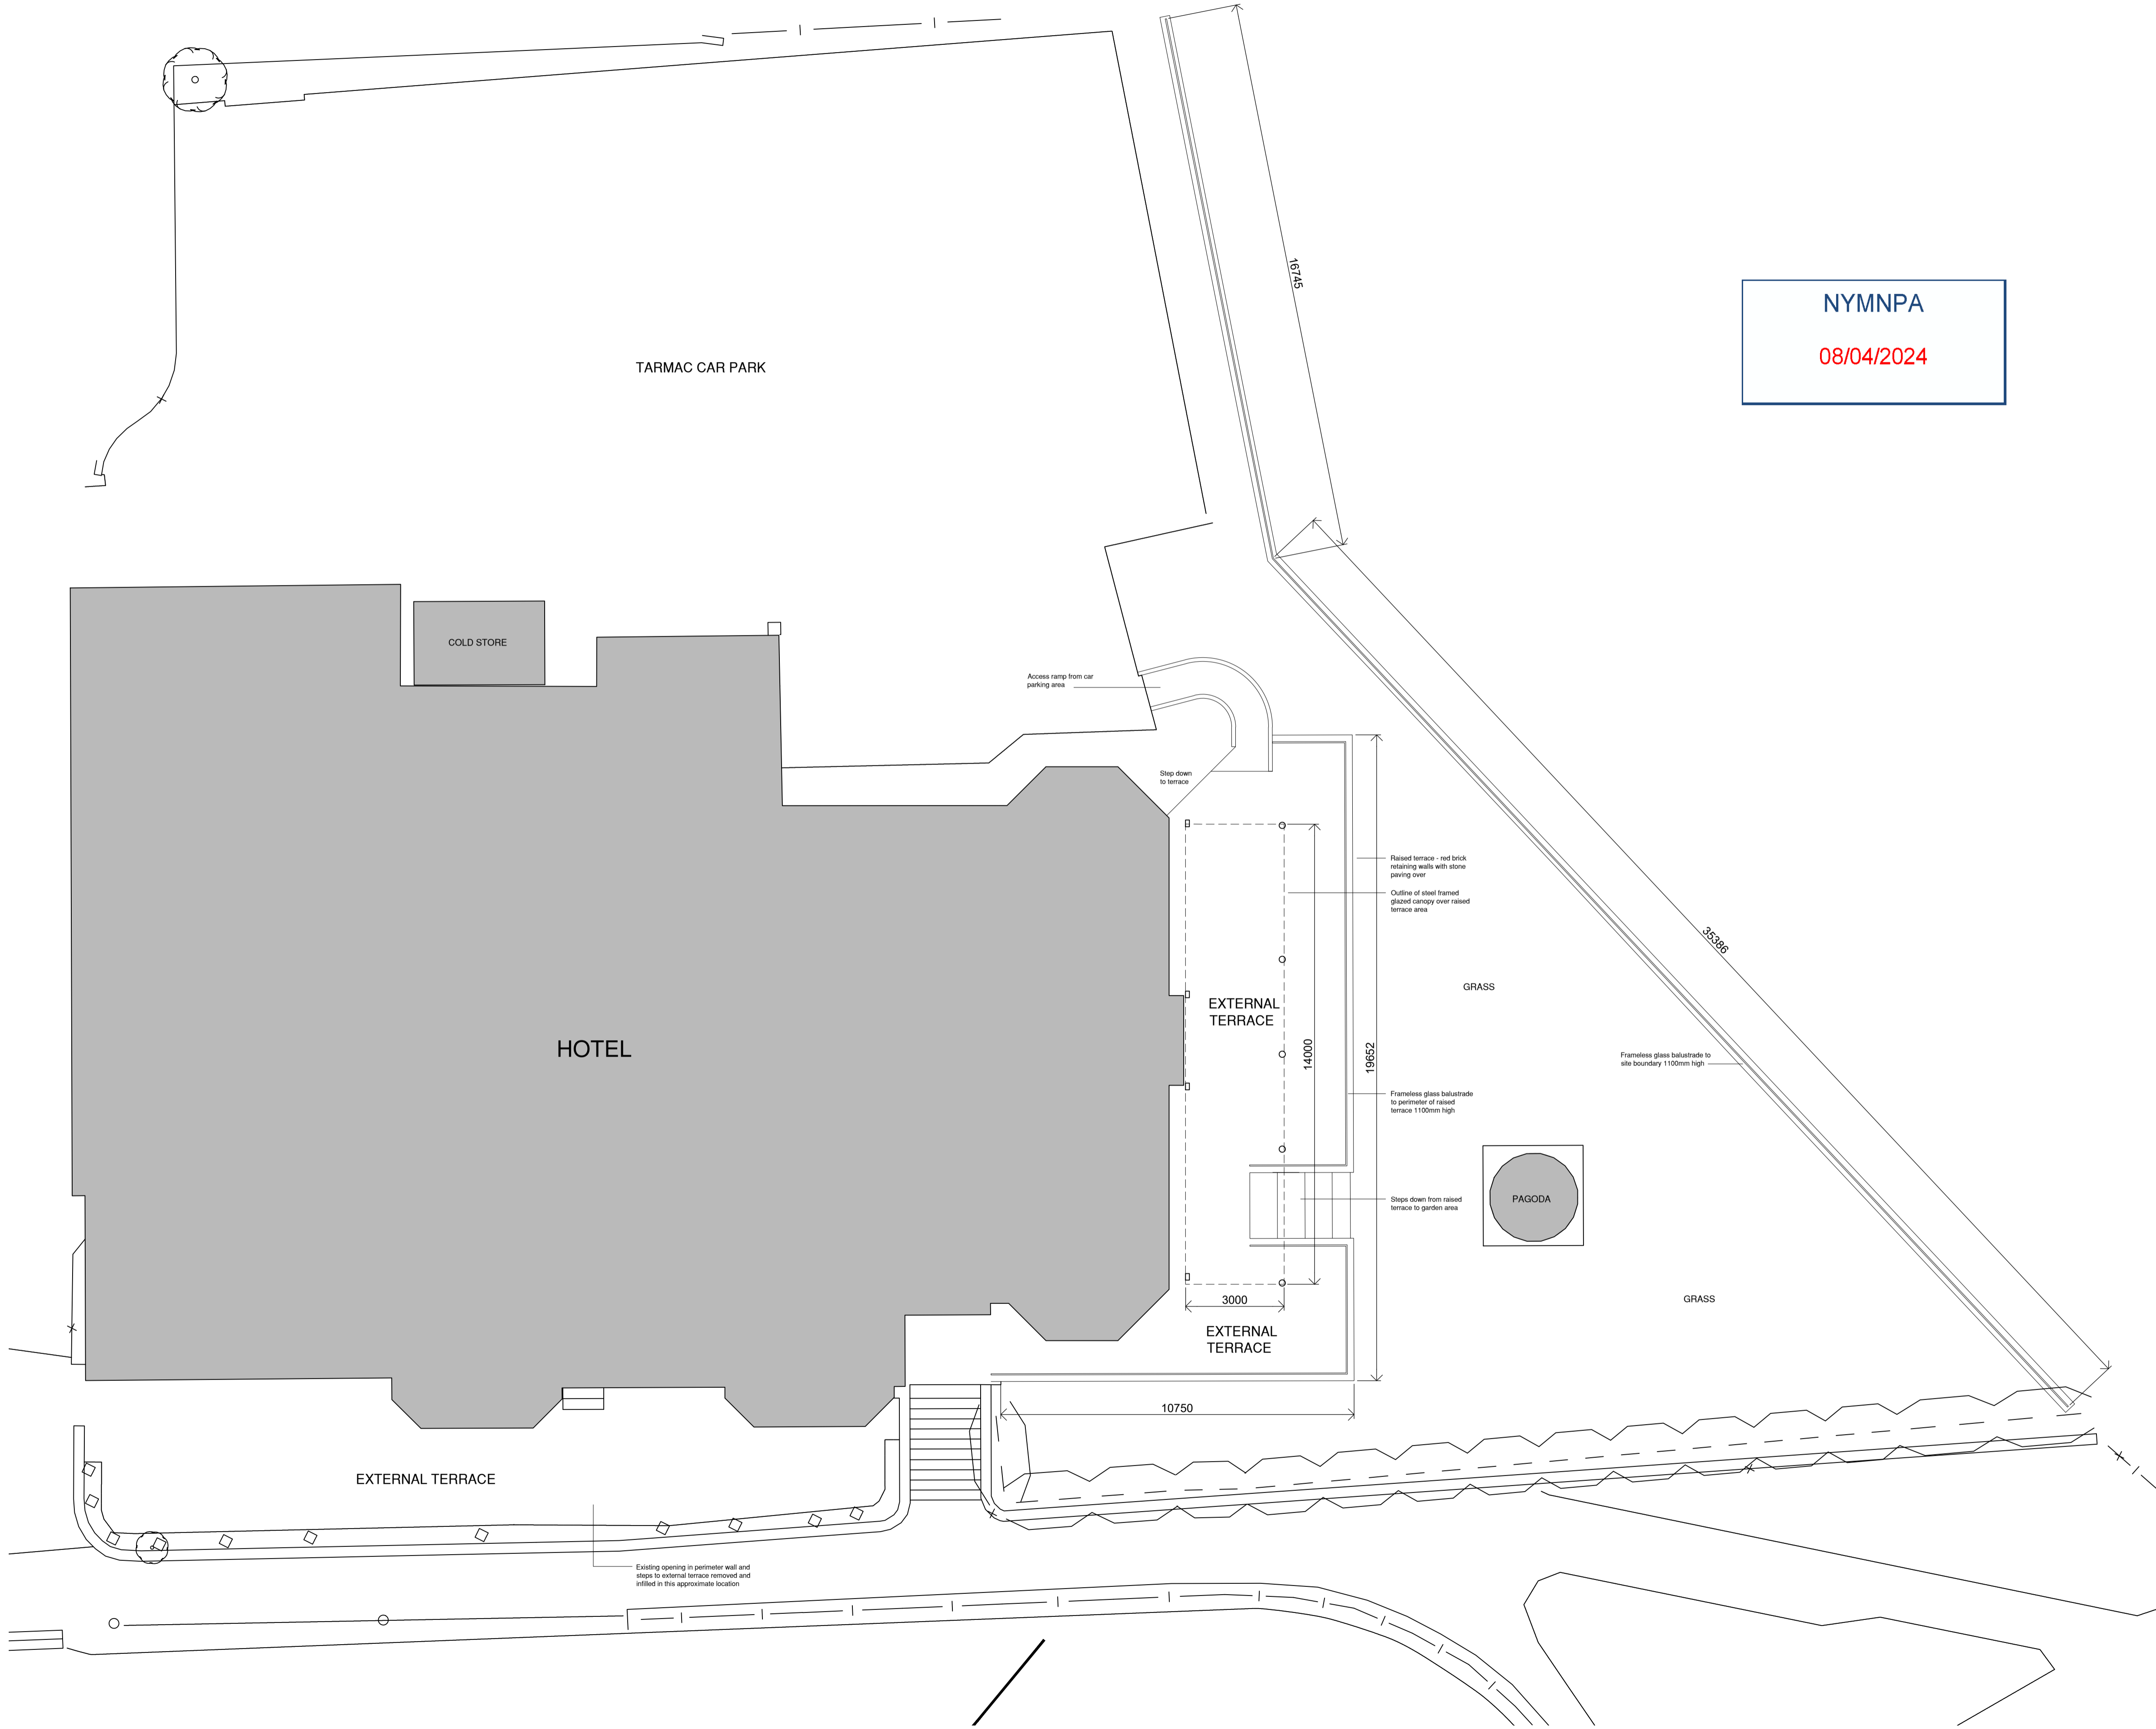 NYMNPA
08/04/2024
16745
TARMAC CAR PARK
COLD STORE
Access ramp from car
parking area
Step down
to terrace
Raised terrace - red brick
retaining walls with stone
paving over
Outline of steel framed
glazed canopy over raised
terrace area
35386
GRASS
EXTERNAL
TERRACE
HOTEL
14000
19652
Frameless glass balustrade to
site boundary 1100mm high
Frameless glass balustrade
to perimeter of raised
terrace 1100mm high
Steps down from raised
terrace to garden area
PAGODA
GRASS
3000
EXTERNAL
TERRACE
10750
EXTERNAL TERRACE
Existing opening in perimeter wall and
steps to external terrace removed and
infilled in this approximate location